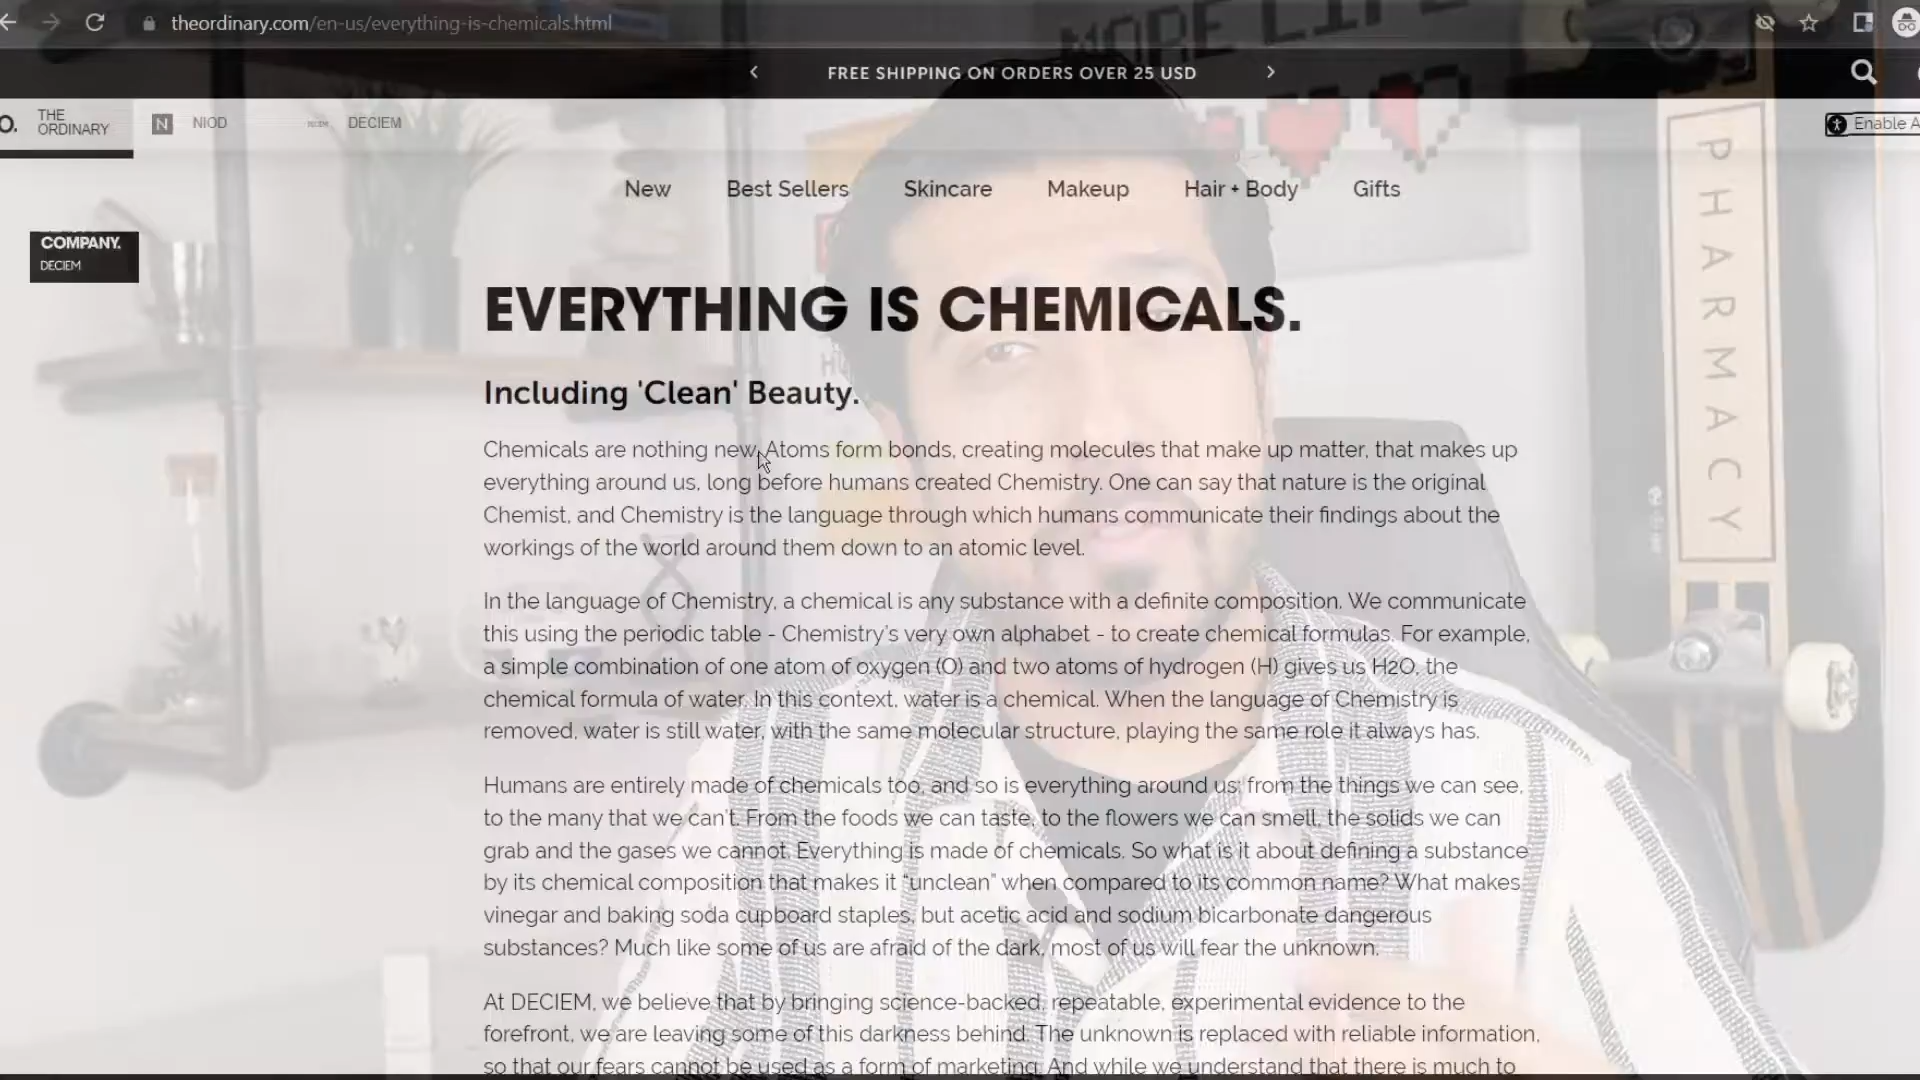 theordinary.com/en-us/everything-is-chemicals.html
MORE LIFE
FREE SHIPPING ON ORDERS OVER 25 USD
O.
THE
ORDINARY
N
NIOD
DECIEM
Enable A
New
Best Sellers
Skincare
Makeup
Hair + Body
Gifts
COMPANY.
DECIEM
PHARMACY
EVERYTHING IS CHEMICALS.
Including 'Clean' Beauty.
Chemicals are nothing new. Atoms form bonds, creating molecules that make up matter, that makes up
everything around us, long before humans created Chemistry. One can say that nature is the original
Chemist, and Chemistry is the language through which humans communicate their findings about the
workings of the world around them down to an atomic level.
In the language of Chemistry, a chemical is any substance with a definite composition. We communicate
this using the periodic table - Chemistry's very own alphabet - to create chemical formulas. For example,
a simple combination of one atom of oxygen (O) and two atoms of hydrogen (H) gives us H2O, the
chemical formula of water. In this context, water is a chemical. When the language of Chemistry is
removed, water is still water, with the same molecular structure, playing the same role it always has.
Humans are entirely made of chemicals too, and so is everything around us; from the things we can see,
to the many that we can't. From the foods we can taste, to the flowers we can smell, the solids we can
grab and the gases we cannot. Everything is made of chemicals. So what is it about defining a substance
by its chemical composition that makes it "unclean" when compared to its common name? What makes
vinegar and baking soda cupboard staples, but acetic acid and sodium bicarbonate dangerous
substances? Much like some of us are afraid of the dark, most of us will fear the unknown.
At DECIEM, we believe that by bringing science-backed, repeatable, experimental evidence to the
forefront, we are leaving some of this darkness behind. The unknown is replaced with reliable information,
so that our fears cannot be used as a form of marketing. And while we understand that there is much to